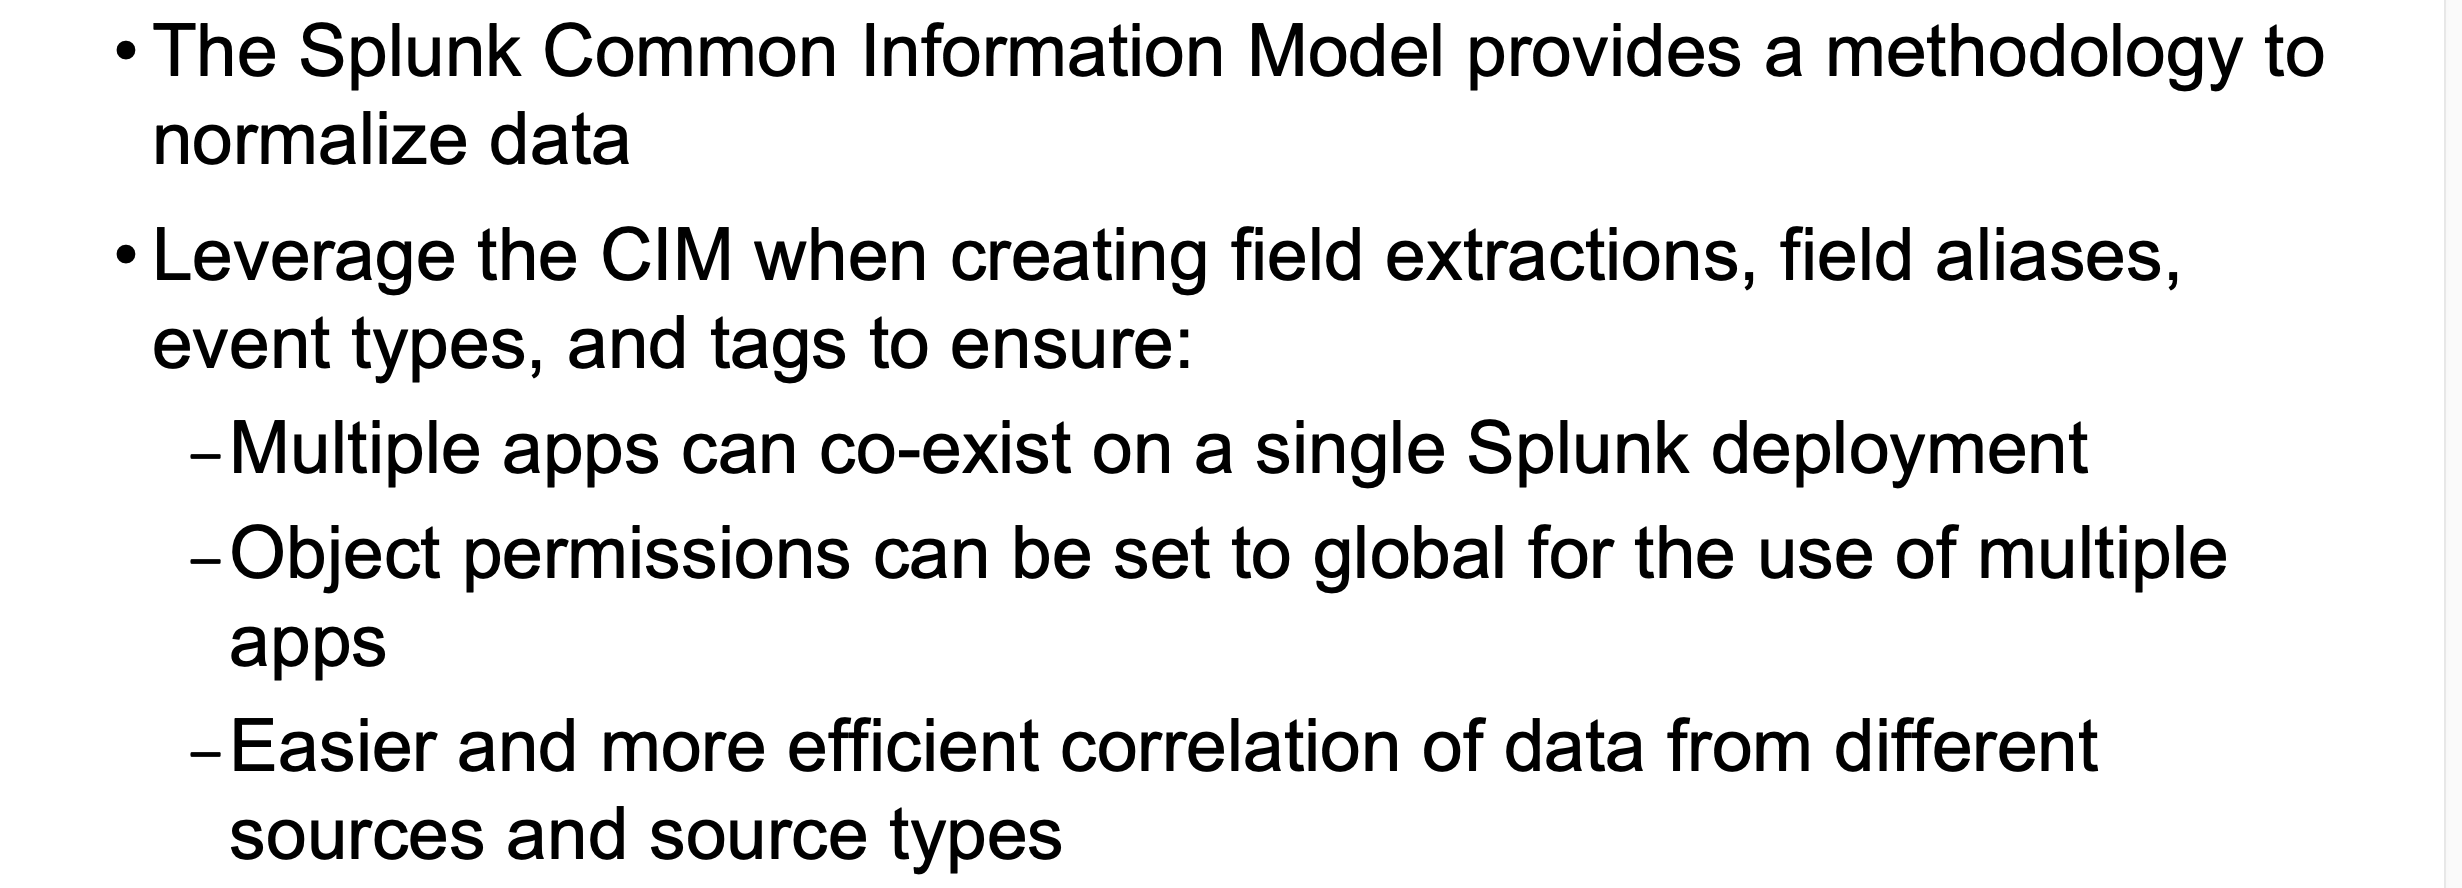 • The Splunk Common Information Model provides a methodology to
normalize data
• Leverage the CIM when creating field extractions, field aliases,
event types, and tags to ensure:
– Multiple apps can co-exist on a single Splunk deployment
– Object permissions can be set to global for the use of multiple
apps
– Easier and more efficient correlation of data from different
sources and source types